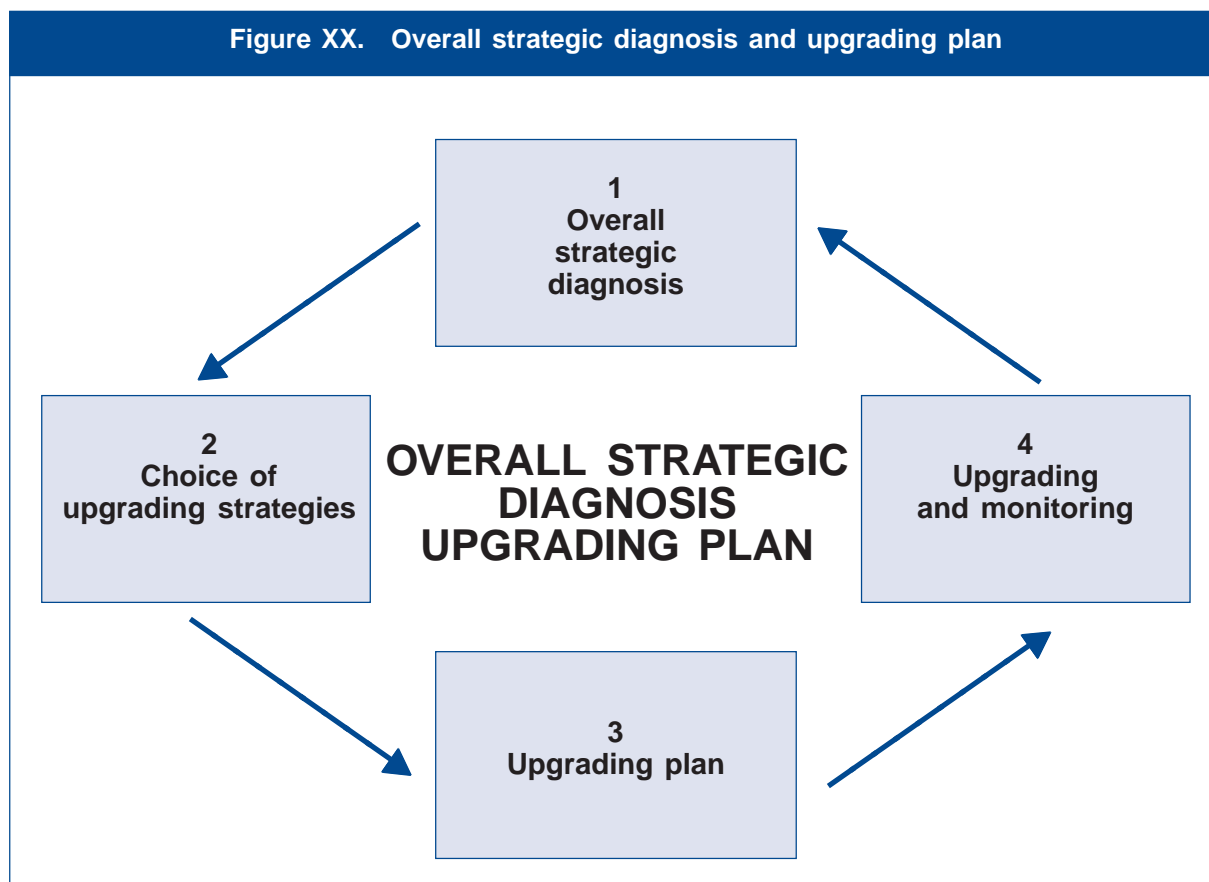 Figure XX. Overall strategic diagnosis and upgrading plan
1
Overall
strategic
diagnosis
2
Choice of
upgrading strategies
OVERALL STRATEGIC
DIAGNOSIS
UPGRADING PLAN
4
Upgrading
and monitoring
3
Upgrading plan